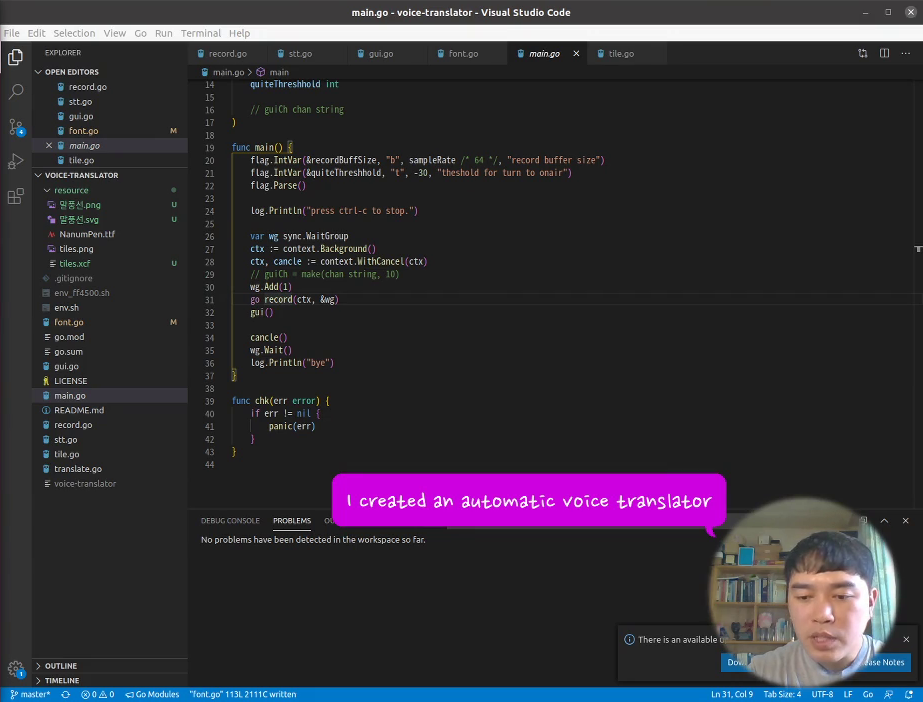 main.go - voice-translator - Visual Studio Code
File Edit Selection View Go Run Terminal Help
EXPLORER
OPEN EDITORS
record.go
stt.go
gui.go
font.go M
main.go
tile.go
VOICE-TRANSLATOR
resource
말풍선.png U
말풍선.svg U
NanumPen.ttf
tiles.png
tiles.xcf U
.gitignore
env_ff4500.sh
env.sh
font.go M
go.mod
go.sum
gui.go
LICENSE
main.go
README.md
record.go
stt.go
tile.go
translate.go
voice-translator
OUTLINE
TIMELINE
4
1
record.go stt.go gui.go font.go main.go tile.go
main.go > main
14 quiteThreshhold int
15
16 // guiCh chan string
17 )
18
19 func main() {
20 flag.IntVar(&recordBuffSize, "b", sampleRate /* 64 */, "record buffer size")
21 flag.IntVar(&quiteThreshhold, "t", -30, "theshold for turn to onair")
22 flag.Parse()
23
24 log.Println("press ctrl-c to stop.")
25
26 var wg sync.WaitGroup
27 ctx := context.Background()
28 ctx, cancle := context.WithCancel(ctx)
29 // guiCh = make(chan string, 10)
30 wg.Add(1)
31 go record(ctx, &wg)
32 gui()
33
34 cancle()
35 wg.Wait()
36 log.Println("bye")
37 }
38
39 func chk(err error) {
40 if err != nil {
41 panic(err)
42 }
43 }
44
I created an automatic voice translator
DEBUG CONSOLE PROBLEMS
No problems have been detected in the workspace so far.
There is an available
Notes
master* 0 0 Go Modules "font.go" 113L 2111C written Ln 31, Col 9 Tab Size: 4 UTF-8 LF Go